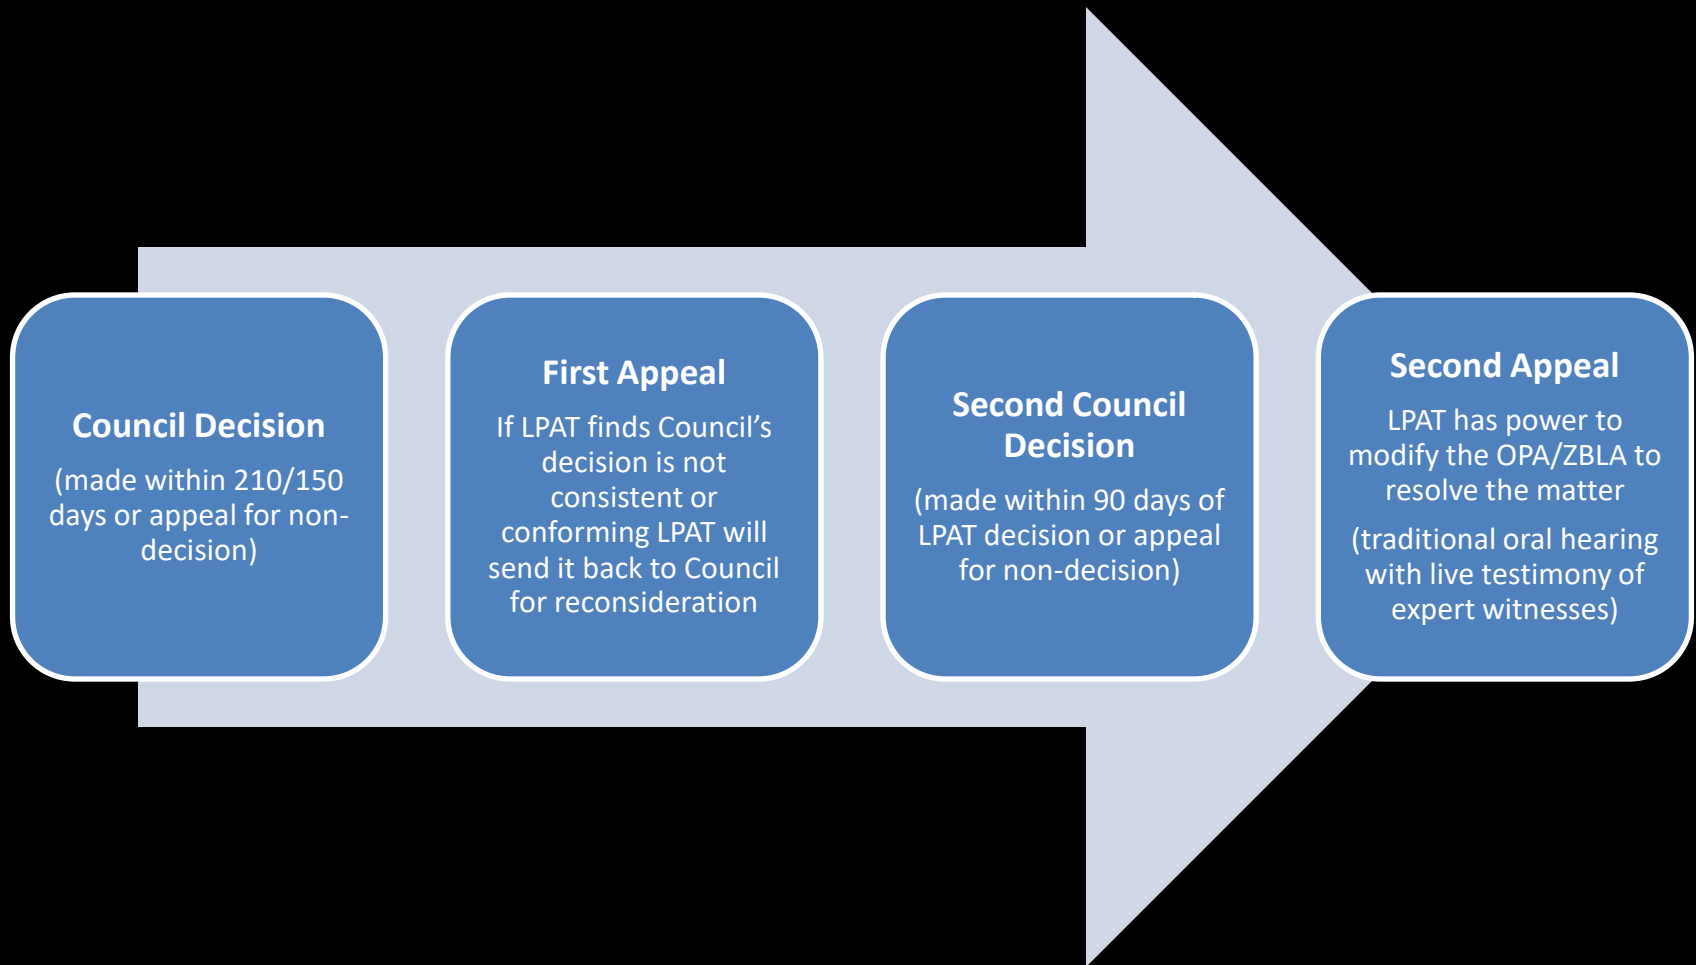 Council Decision
(made within 210/150
days or appeal for non-
decision)
First Appeal
If LPAT finds Council’s
decision is not
consistent or
conforming LPAT will
send it back to Council
for reconsideration
Second Council
Decision
(made within 90 days of
LPAT decision or appeal
for non-decision)
Second Appeal
LPAT has power to
modify the OPA/ZBLA to
resolve the matter
(traditional oral hearing
with live testimony of
expert witnesses)